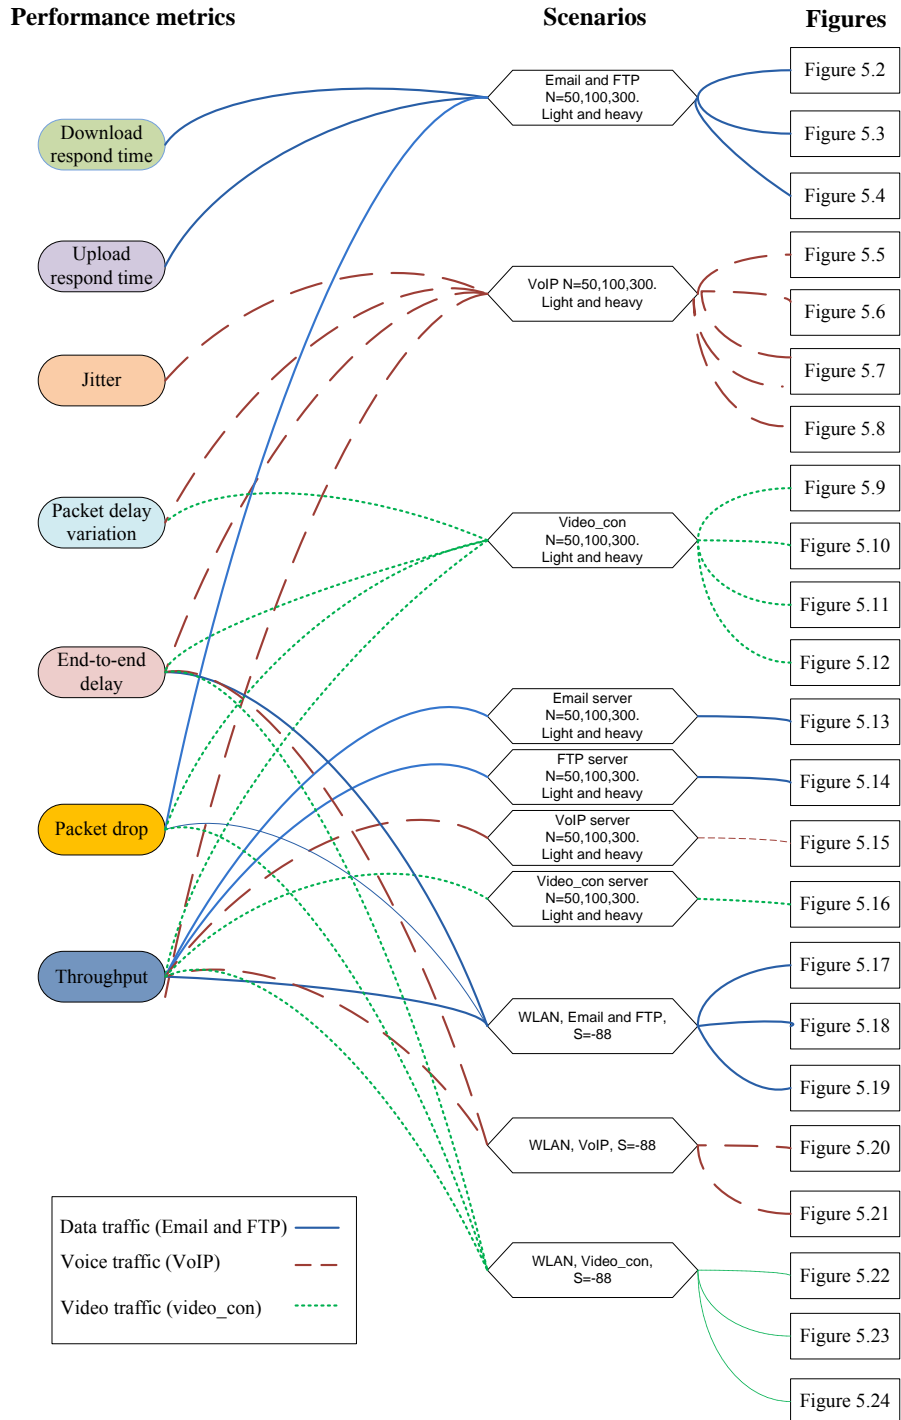 Performance metrics
Scenarios
Figures
Download
respond time
Upload
respond time
Jitter
Packet delay
variation
End-to-end
delay
Packet drop
Throughput
Email and FTP
N=50,100,300.
Light and heavy
VoIP N=50,100,300.
Light and heavy
Video_con
N=50,100,300.
Light and heavy
Email server
N=50,100,300.
Light and heavy
FTP server
N=50,100,300.
Light and heavy
VoIP server
N=50,100,300.
Light and heavy
Video_con server
N=50,100,300.
Light and heavy
WLAN, Email and FTP,
S=-88
WLAN, VoIP, S=-88
WLAN, Video_con,
S=-88
Figure 5.2
Figure 5.3
Figure 5.4
Figure 5.5
Figure 5.6
Figure 5.7
Figure 5.8
Figure 5.9
Figure 5.10
Figure 5.11
Figure 5.12
Figure 5.13
Figure 5.14
Figure 5.15
Figure 5.16
Figure 5.17
Figure 5.18
Figure 5.19
Figure 5.20
Figure 5.21
Figure 5.22
Figure 5.23
Figure 5.24
Data traffic (Email and FTP)
Voice traffic (VoIP)
Video traffic (video_con)